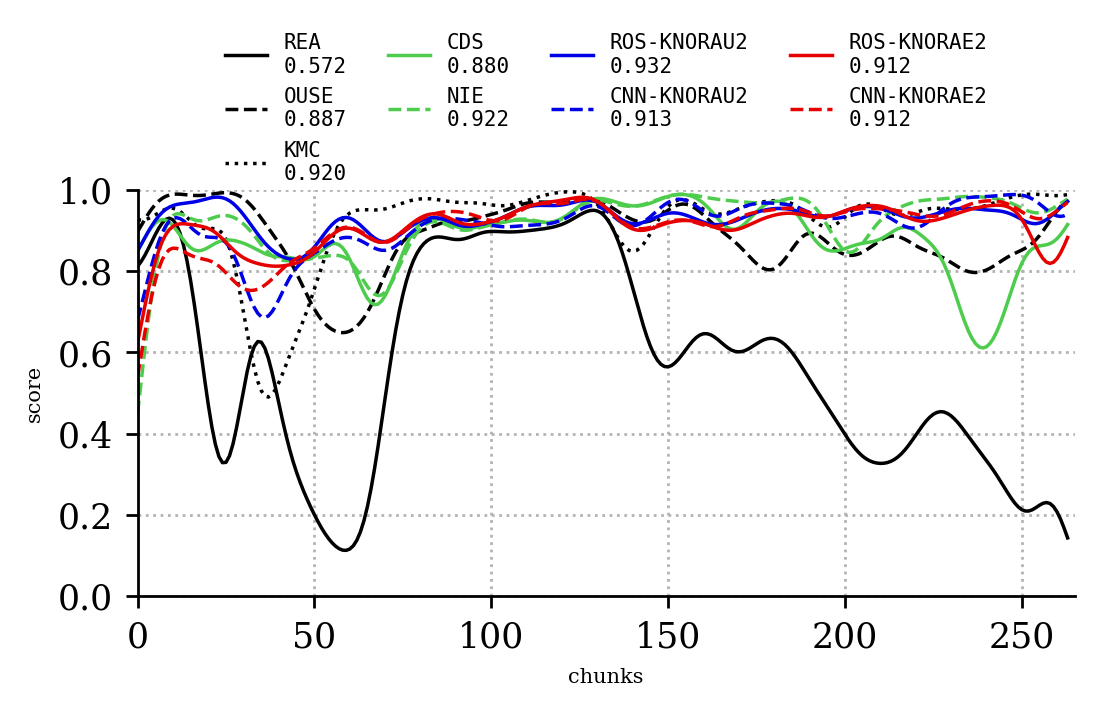 REA CDS ROS-KNORAU2 ROS-KNORAE2
0.572 0.880 0.932 0.912
OUSE NIE CNN-KNORAU2 CNN-KNORAE2
0.887 0.922 0.913 0.912
KMC
0.920
1.0
0.8
0.6
0.4
0.2
0.0
score
0 50 100 150 200 250
chunks